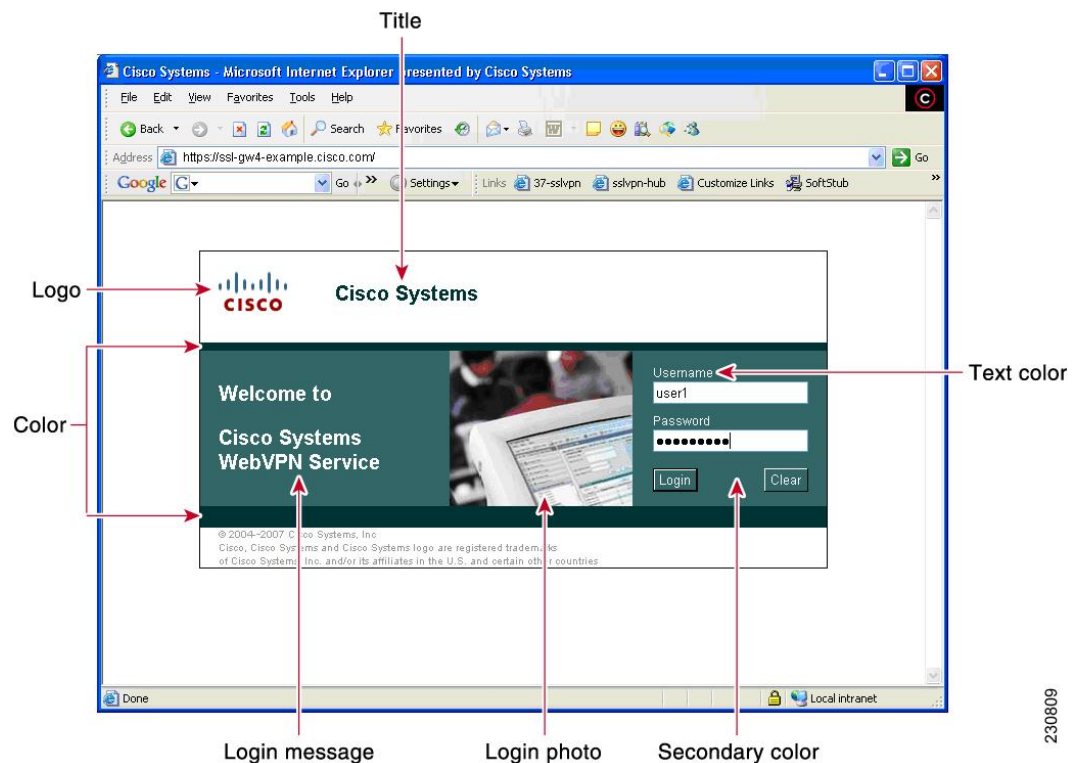 Title
Cisco Systems - Microsoft Internet Explorer presented by Cisco Systems
File Edit View Favorites Tools Help
Back Search Favorites
Address https://ssl-gw4-example.cisco.com/ Go
Google G Go Settings Links 37-sslvpn sslvpn-hub Customize Links SoftStub
Logo
CISCO
Cisco Systems
Color
Welcome to
Cisco Systems
WebVPN Service
Username
user1
Password
•••••••••
Login Clear
Text color
© 2004--2007 Cisco Systems, Inc
Cisco, Cisco Systems and Cisco Systems logo are registered trademarks
of Cisco Systems, Inc. and/or its affiliates in the U.S. and certain other countries
Done Local intranet
Login message
Login photo
Secondary color
230809